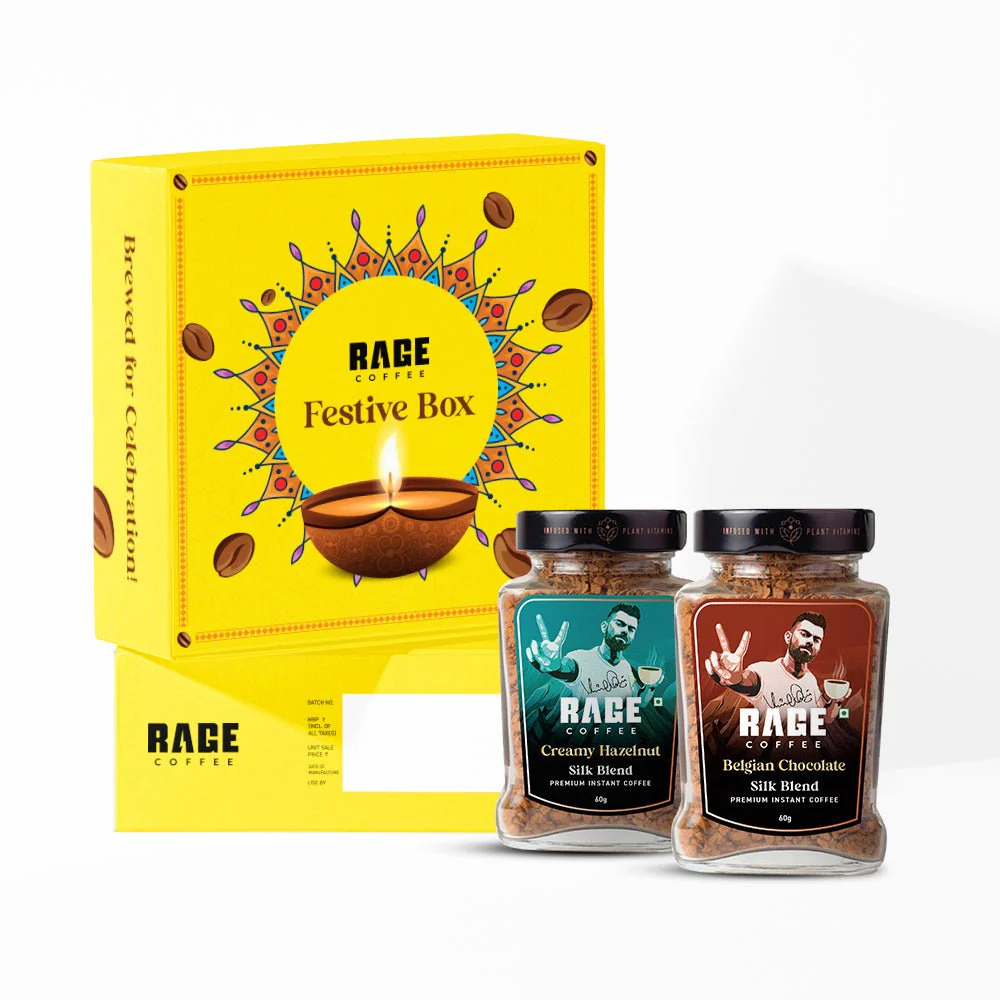 Brewed for Celebration!
RAGE
COFFEE
Festive Box
RAGE
COFFEE
BATCH NO.
MRP ₹
(INCL. OF
ALL TAXES)
UNIT SALE
PRICE ₹
DATE OF
MANUFACTURE
USE BY
INFUSED WITH PLANT VITAMINS
RAGE
COFFEE
Creamy Hazelnut
Silk Blend
PREMIUM INSTANT COFFEE
60g
INFUSED WITH PLANT VITAMINS
RAGE
COFFEE
Belgian Chocolate
Silk Blend
PREMIUM INSTANT COFFEE
60g